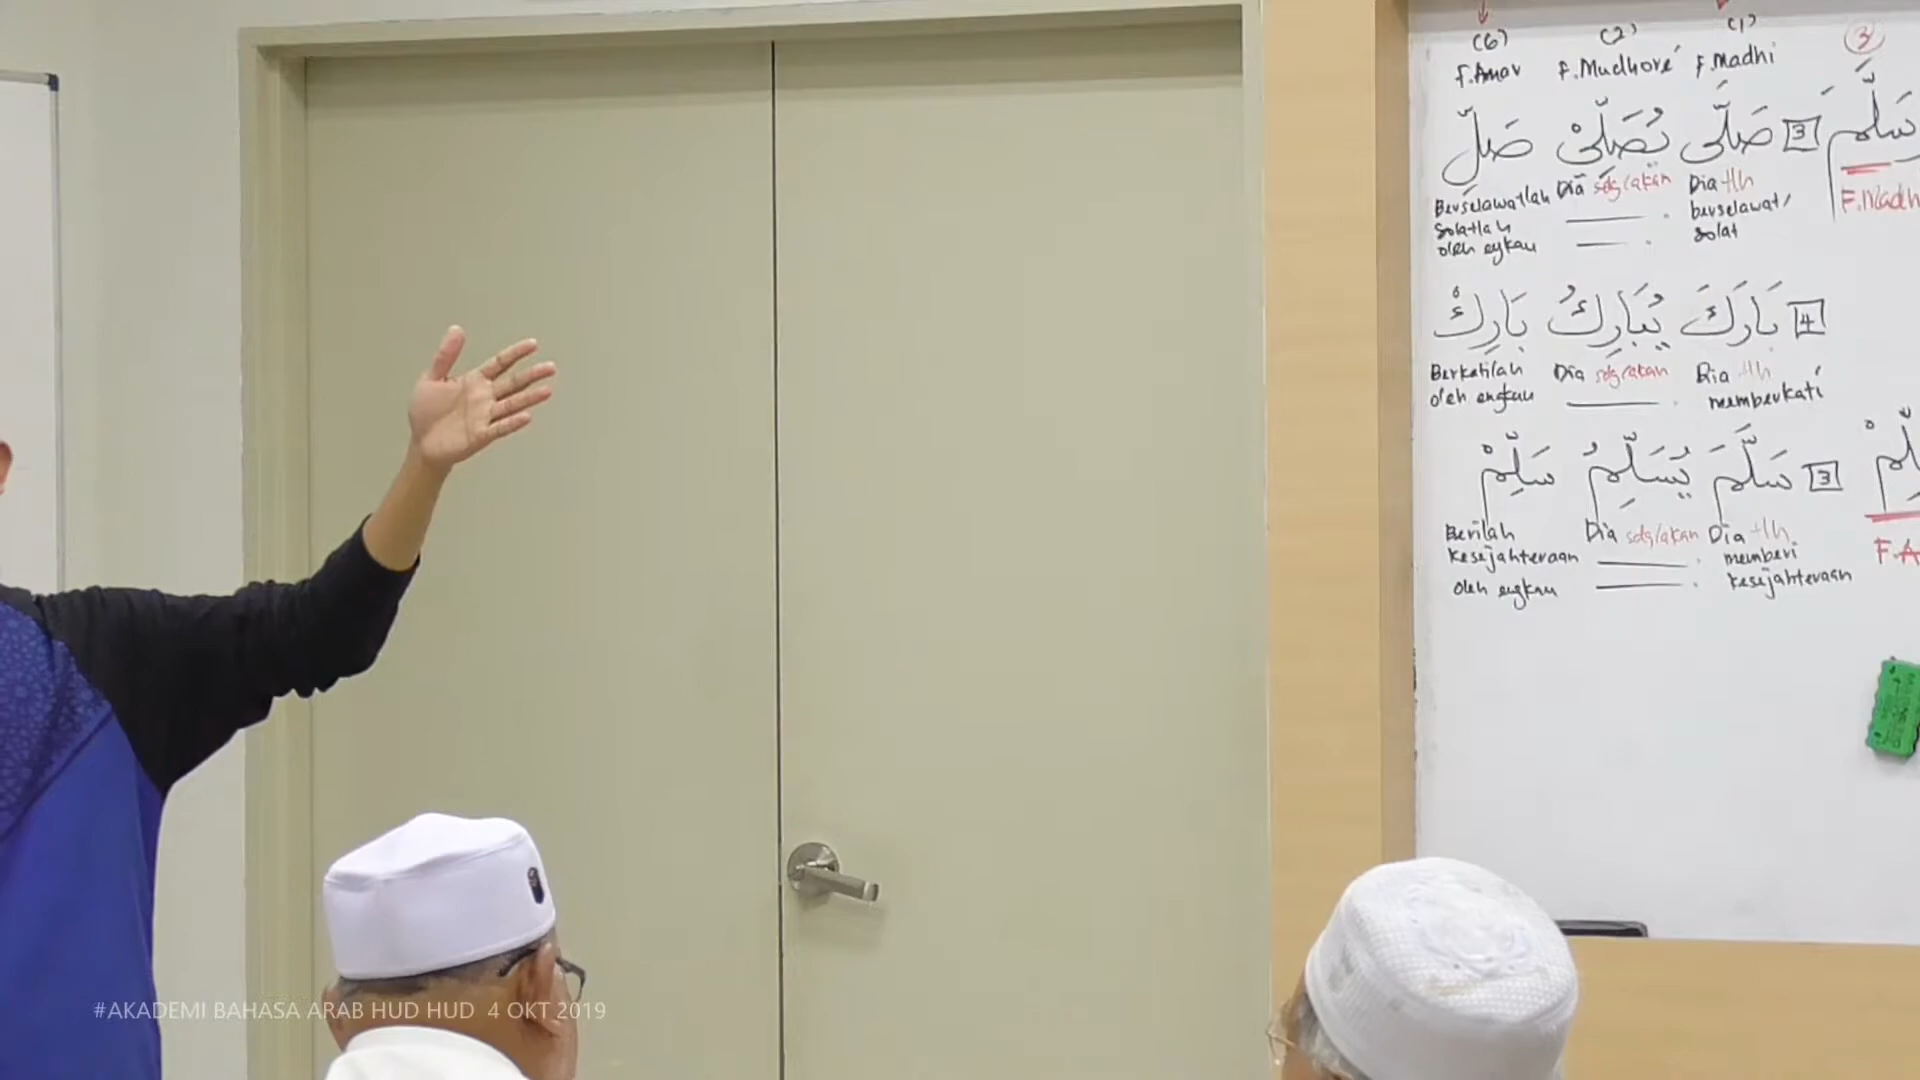 (6) (2) (1) 3
F.Amar F.Mudhore' F.Madhi
صَلِّ يُصَلِّيْ صَلَّى 3 سَلَّمَ
Berselawatlah Dia sdg/akan Dia tlh F.Madh
Solatlah berselawat/
oleh engkau solat
بَارِكْ يُبَارِكُ بَارَكَ 4
Berkatilah Dia sdg/akan Dia tlh
oleh engkau memberkati
سَلِّمْ يُسَلِّمُ سَلَّمَ 3
Berilah Dia sdg/akan Dia tlh
kesejahteraan memberi F.A
oleh engkau kesejahteraan
#AKADEMI BAHASA ARAB HUD HUD 4 OKT 2019